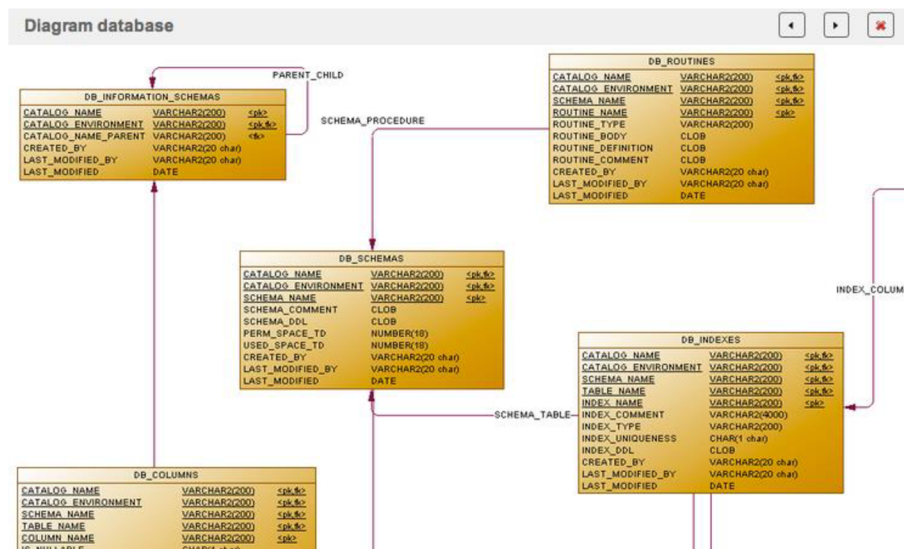 Diagram database
PARENT_CHILD
DB_INFORMATION_SCHEMAS
CATALOG_NAME VARCHAR2(200) <pk>
CATALOG_ENVIRONMENT VARCHAR2(200) <pk,fk>
CATALOG_NAME_PARENT VARCHAR2(200) <fk>
CREATED_BY VARCHAR2(20 char)
LAST_MODIFIED_BY VARCHAR2(20 char)
LAST_MODIFIED DATE
SCHEMA_PROCEDURE
DB_ROUTINES
CATALOG_NAME VARCHAR2(200) <pk,fk>
CATALOG_ENVIRONMENT VARCHAR2(200) <pk,fk>
SCHEMA_NAME VARCHAR2(200) <pk,fk>
ROUTINE_NAME VARCHAR2(200) <pk>
ROUTINE_TYPE VARCHAR2(200)
ROUTINE_BODY CLOB
ROUTINE_DEFINITION CLOB
ROUTINE_COMMENT CLOB
CREATED_BY VARCHAR2(20 char)
LAST_MODIFIED_BY VARCHAR2(20 char)
LAST_MODIFIED DATE
DB_SCHEMAS
CATALOG_NAME VARCHAR2(200) <pk,fk>
CATALOG_ENVIRONMENT VARCHAR2(200) <pk,fk>
SCHEMA_NAME VARCHAR2(200) <pk>
SCHEMA_COMMENT CLOB
SCHEMA_DDL CLOB
PERM_SPACE_TD NUMBER(18)
USED_SPACE_TD NUMBER(18)
CREATED_BY VARCHAR2(20 char)
LAST_MODIFIED_BY VARCHAR2(20 char)
LAST_MODIFIED DATE
INDEX_COLUM
SCHEMA_TABLE
DB_INDEXES
CATALOG_NAME VARCHAR2(200) <pk,fk>
CATALOG_ENVIRONMENT VARCHAR2(200) <pk,fk>
SCHEMA_NAME VARCHAR2(200) <pk,fk>
TABLE_NAME VARCHAR2(200) <pk,fk>
INDEX_NAME VARCHAR2(200) <pk>
INDEX_COMMENT VARCHAR2(4000)
INDEX_TYPE VARCHAR2(200)
INDEX_UNIQUENESS CHAR(1 char)
INDEX_DDL CLOB
CREATED_BY VARCHAR2(20 char)
LAST_MODIFIED_BY VARCHAR2(20 char)
LAST_MODIFIED DATE
DB_COLUMNS
CATALOG_NAME VARCHAR2(200) <pk,fk>
CATALOG_ENVIRONMENT VARCHAR2(200) <pk,fk>
SCHEMA_NAME VARCHAR2(200) <pk,fk>
TABLE_NAME VARCHAR2(200) <pk,fk>
COLUMN_NAME VARCHAR2(200) <pk>
IS_NULLABLE CHAR(1 char)